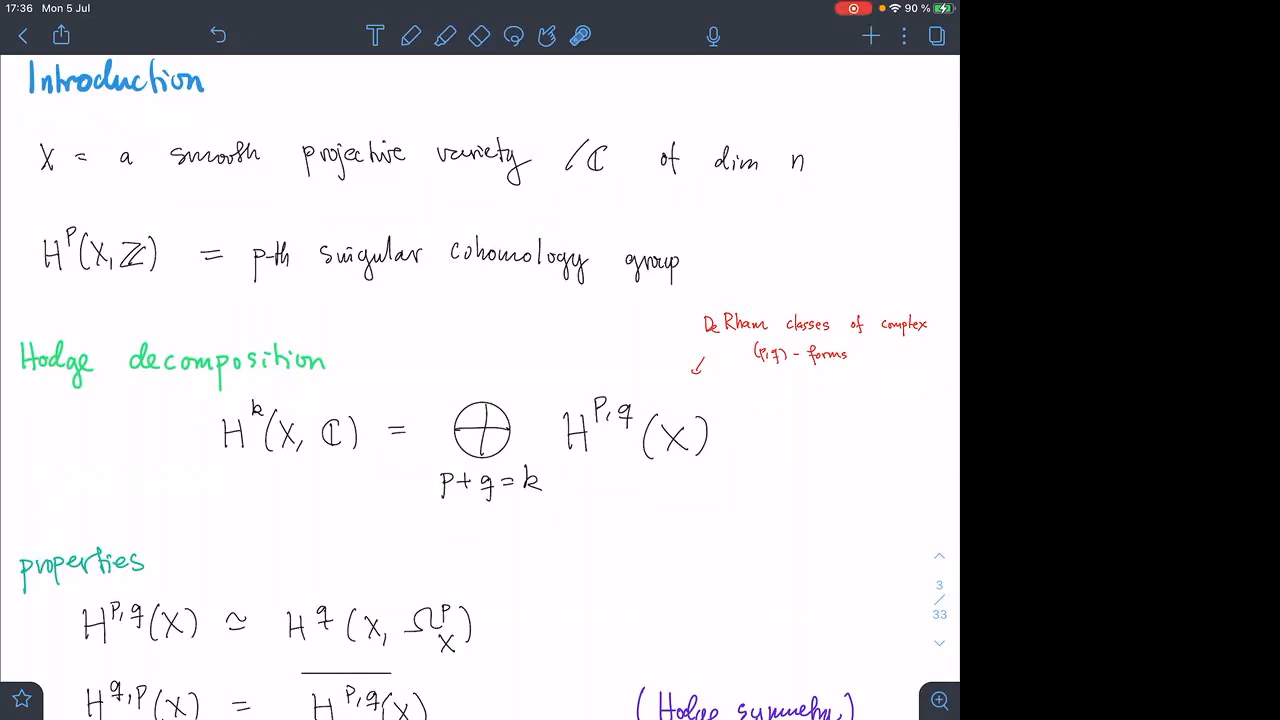 17:36 Mon 5 Jul
90 %
Introduction
X = a smooth projective variety /ℂ of dim n
H^p(X, ℤ) = p-th singular cohomology group
De Rham classes of complex
(p,q) - forms
Hodge decomposition
H^k(X, ℂ) = ⊕_{p+q=k} H^{p,q}(X)
properties
H^{p,q}(X) ≃ H^q(X, Ω^p_X)
H^{q,p}(X) = \overline{H^{p,q}(X)} (Hodge symmetry)
3
/
33